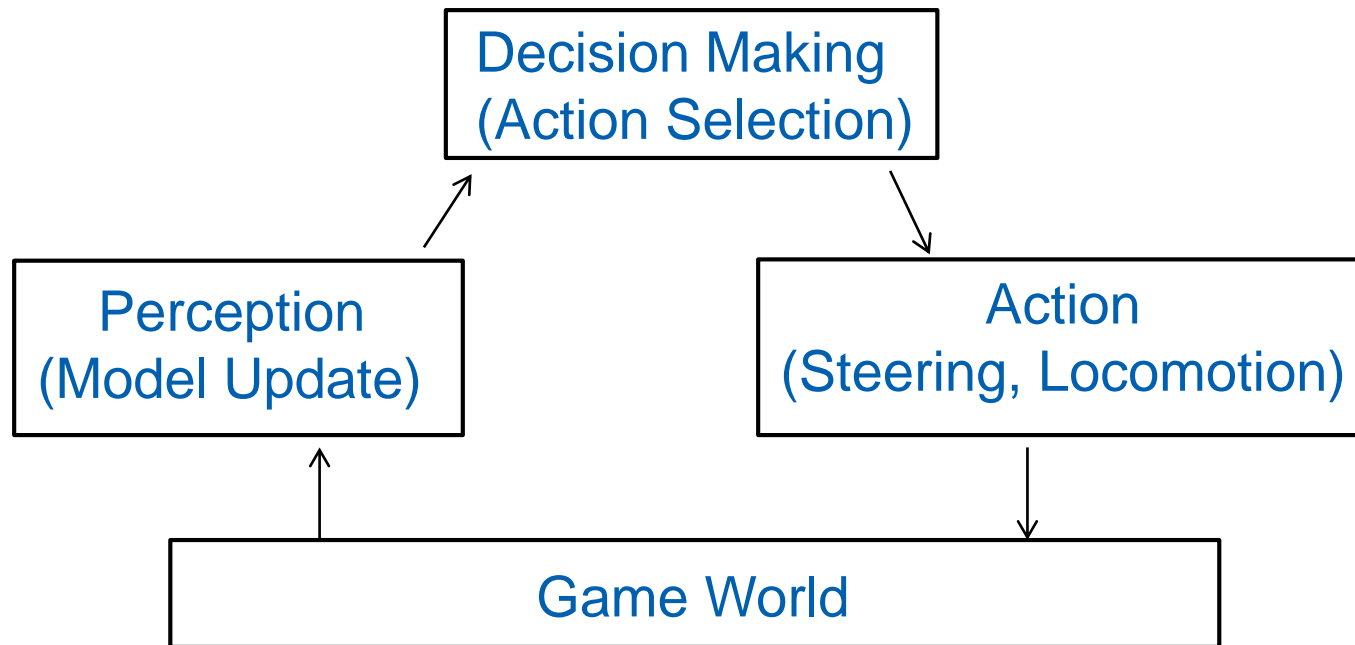 Decision Making
(Action Selection)
Perception
(Model Update)
Action
(Steering, Locomotion)
Game World